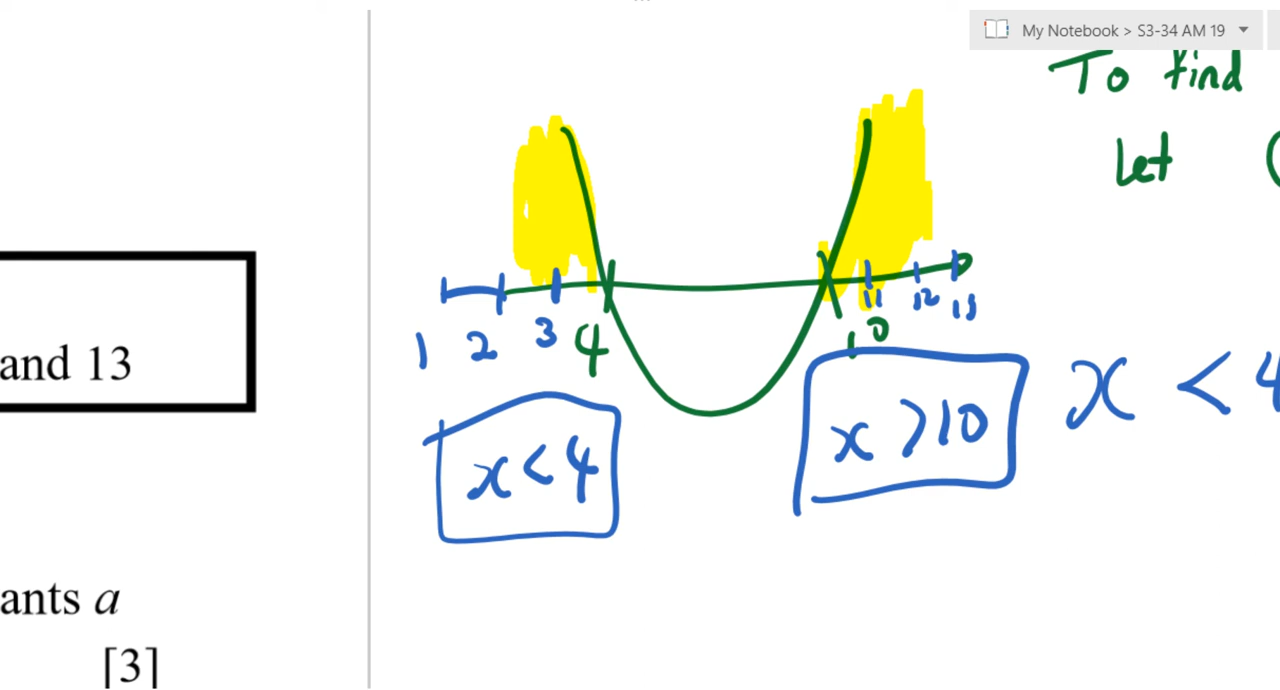 My Notebook > S3-34 AM 19
To find
Let (
and 13
1 2 3 4 10 11 12 13
x < 4
x > 10
x < 4
ants a
[3]